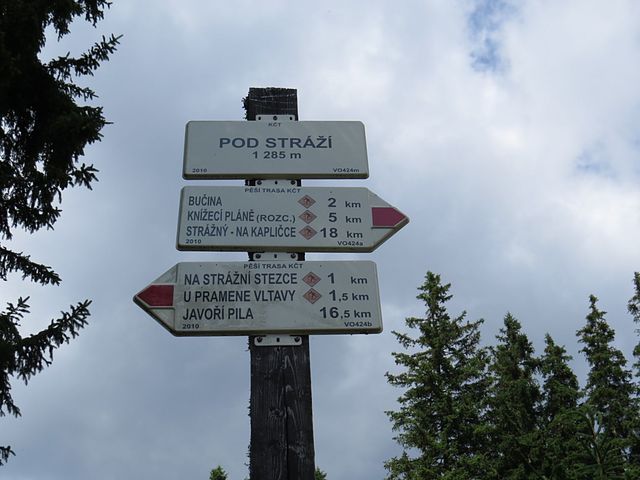 KČT
POD STRÁŽÍ
1 285 m
2010 VO424m
PĚŠÍ TRASA KČT
BUČINA 2 km
KNÍŽECÍ PLÁNĚ (ROZC.) 5 km
STRÁŽNÝ - NA KAPLIČCE 18 km
2010 VO424a
PĚŠÍ TRASA KČT
NA STRÁŽNÍ STEZCE 1 km
U PRAMENE VLTAVY 1,5 km
JAVOŘÍ PILA 16,5 km
2010 VO424b